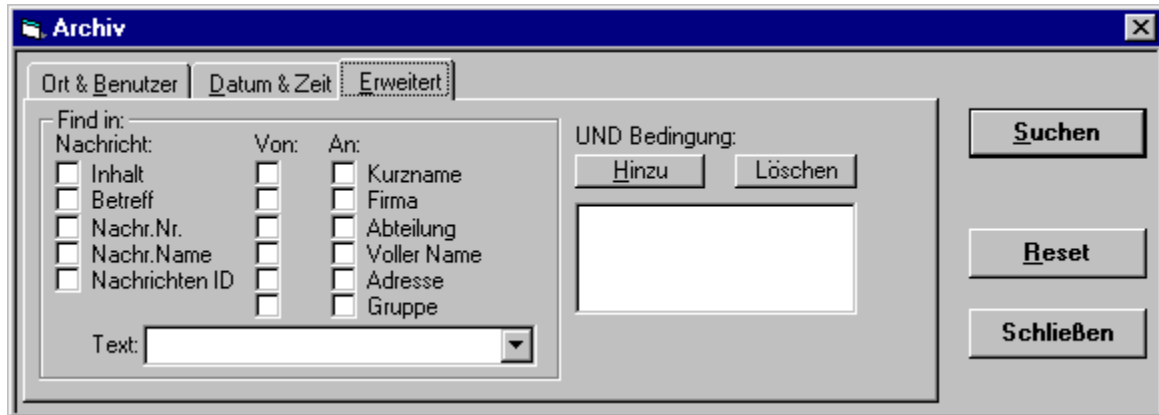 Archiv
Ort & Benutzer Datum & Zeit Erweitert
Find in:
Nachricht: Von: An:
Inhalt Kurzname
Betreff Firma
Nachr.Nr. Abteilung
Nachr.Name Voller Name
Nachrichten ID Adresse
Gruppe
Text:
UND Bedingung:
Hinzu Löschen
Suchen
Reset
Schließen